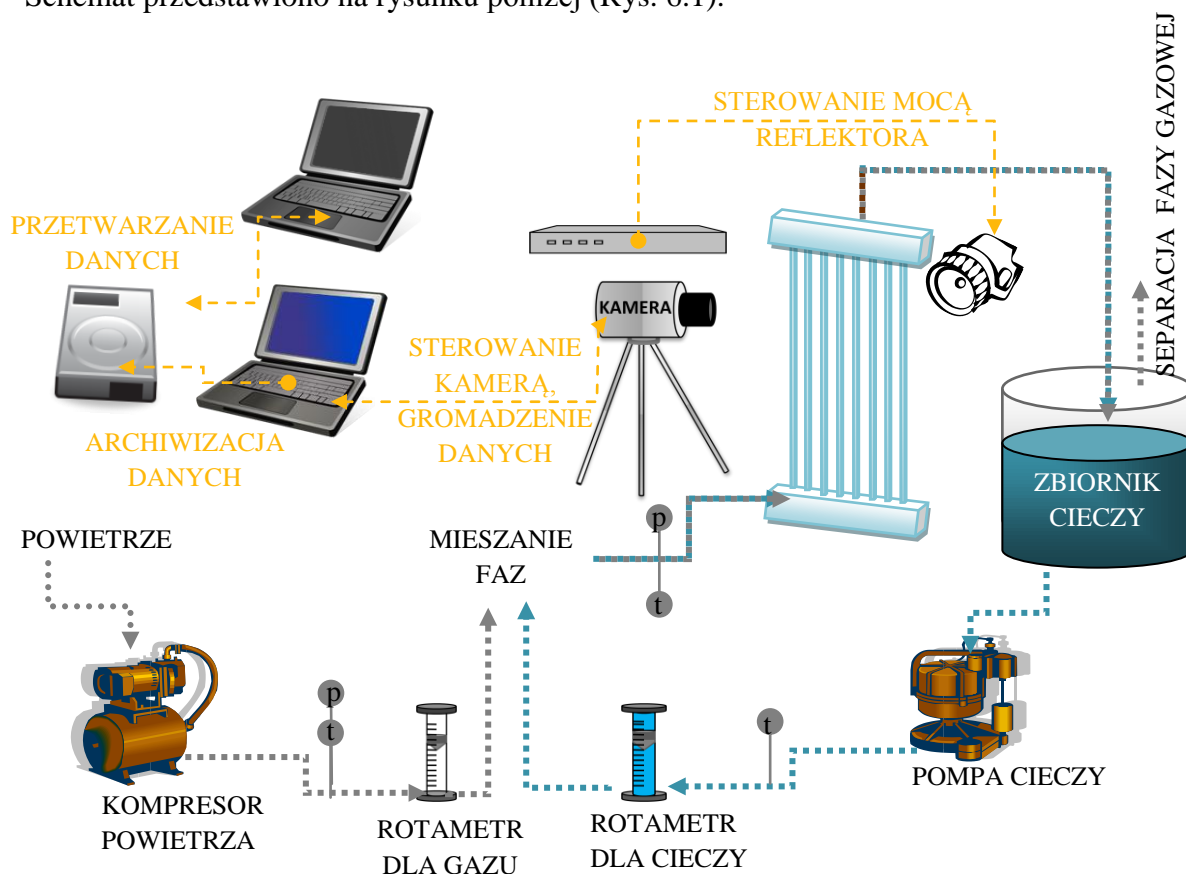 Schemat przedstawiono na rysunku poniżej (Rys. 6.1).
STEROWANIE MOCĄ
REFLEKTORA
SEPARACJA FAZY GAZOWEJ
PRZETWARZANIE
DANYCH
KAMERA
STEROWANIE
KAMERĄ,
GROMADZENIE
DANYCH
ARCHIWIZACJA
DANYCH
ZBIORNIK
CIECZY
POWIETRZE
MIESZANIE
FAZ
p
t
p
t
t
KOMPRESOR
POWIETRZA
ROTAMETR
DLA GAZU
ROTAMETR
DLA CIECZY
POMPA CIECZY